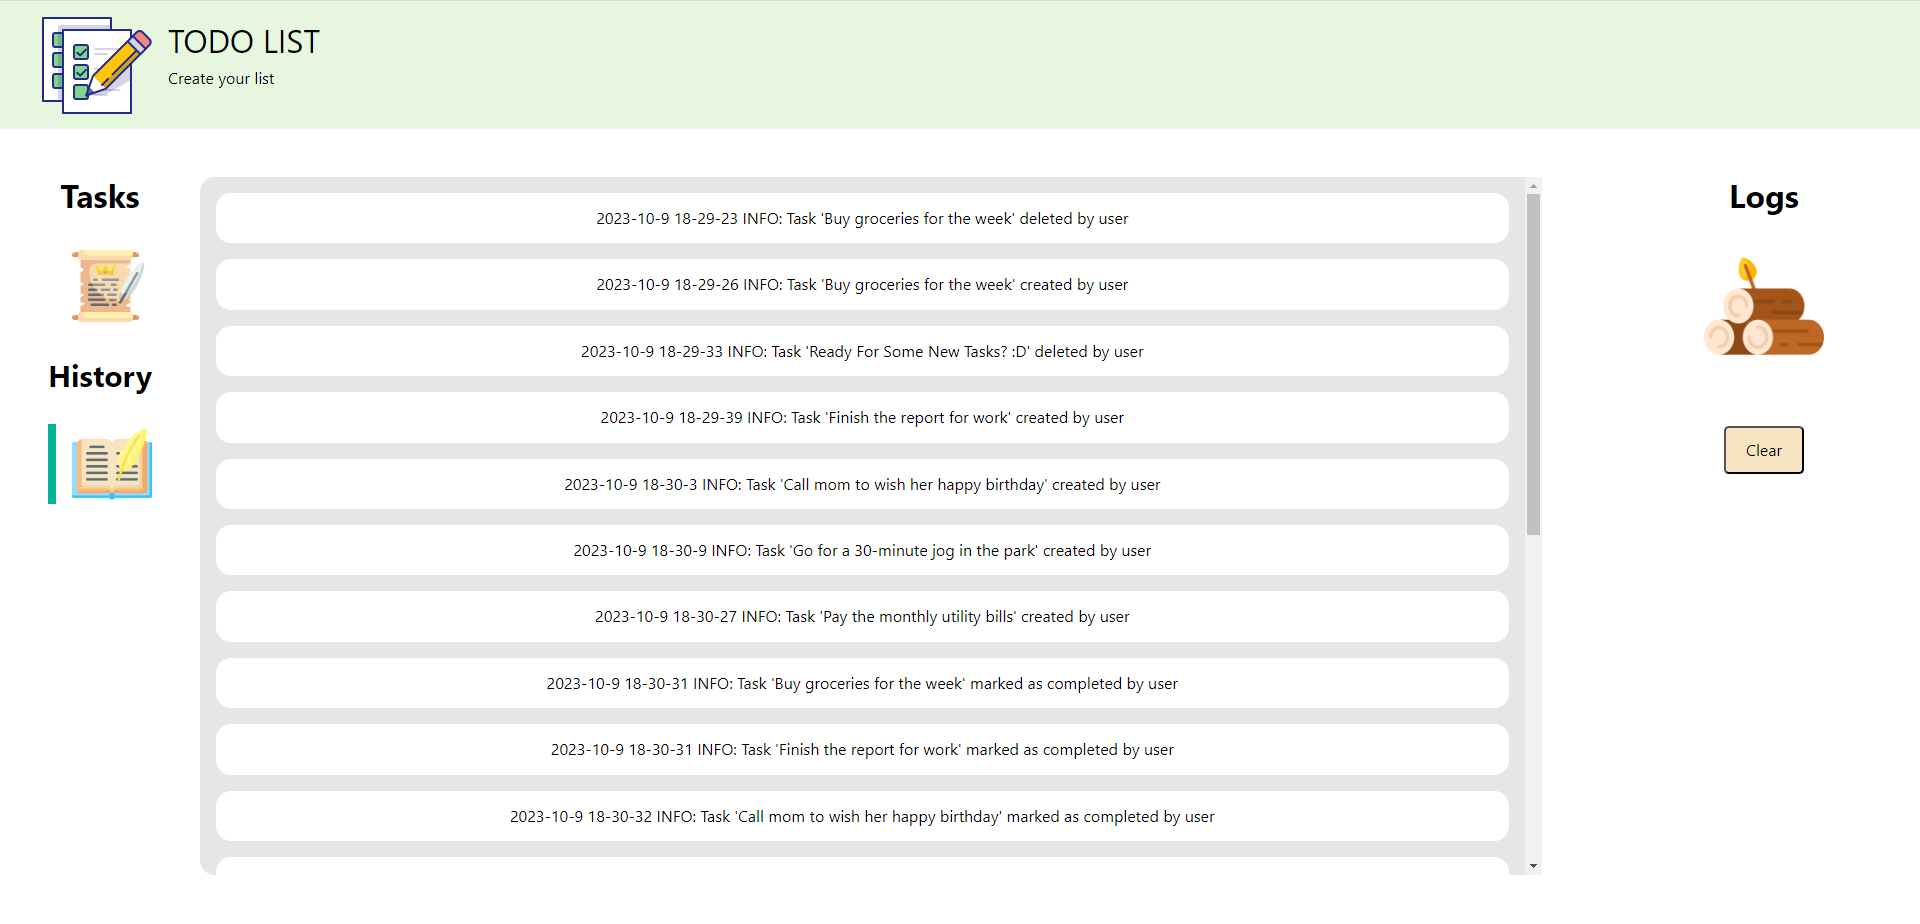 TODO LIST
Create your list
Tasks
History
2023-10-9 18-29-23 INFO: Task 'Buy groceries for the week' deleted by user
2023-10-9 18-29-26 INFO: Task 'Buy groceries for the week' created by user
2023-10-9 18-29-33 INFO: Task 'Ready For Some New Tasks? :D' deleted by user
2023-10-9 18-29-39 INFO: Task 'Finish the report for work' created by user
2023-10-9 18-30-3 INFO: Task 'Call mom to wish her happy birthday' created by user
2023-10-9 18-30-9 INFO: Task 'Go for a 30-minute jog in the park' created by user
2023-10-9 18-30-27 INFO: Task 'Pay the monthly utility bills' created by user
2023-10-9 18-30-31 INFO: Task 'Buy groceries for the week' marked as completed by user
2023-10-9 18-30-31 INFO: Task 'Finish the report for work' marked as completed by user
2023-10-9 18-30-32 INFO: Task 'Call mom to wish her happy birthday' marked as completed by user
Logs
Clear